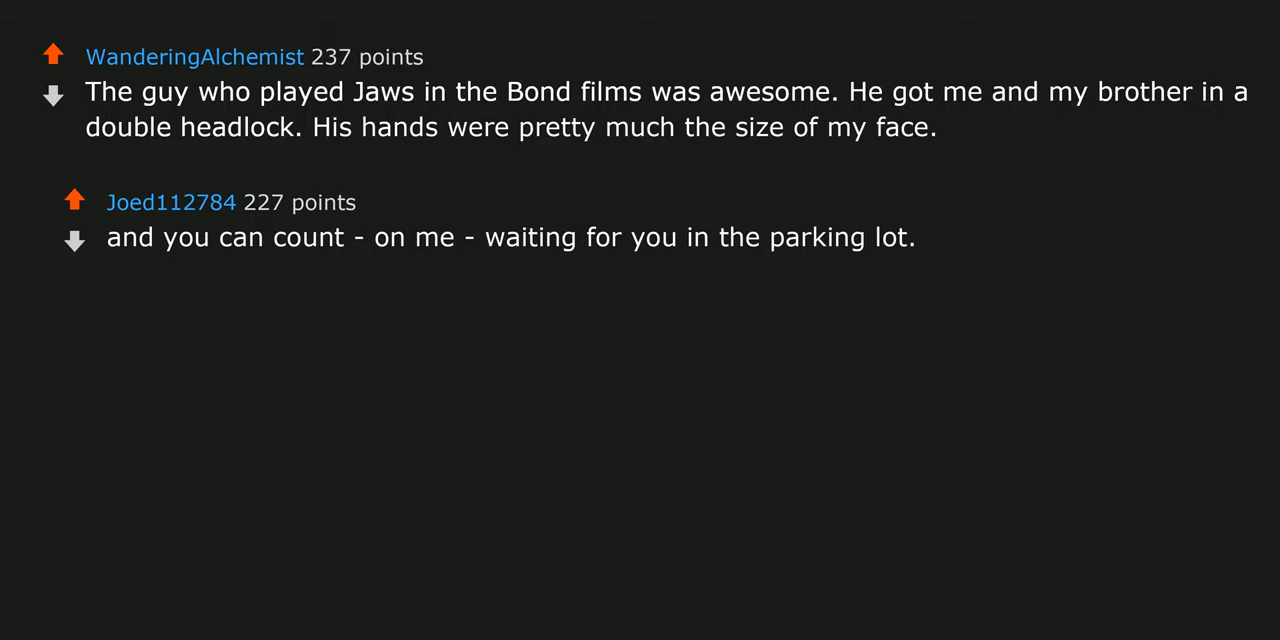 WanderingAlchemist 237 points
The guy who played Jaws in the Bond films was awesome. He got me and my brother in a
double headlock. His hands were pretty much the size of my face.
Joed112784 227 points
and you can count - on me - waiting for you in the parking lot.